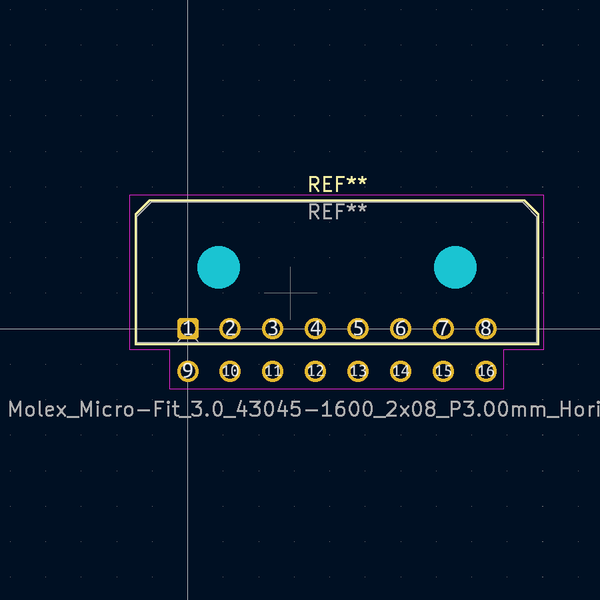 REF**
REF**
1 2 3 4 5 6 7 8
9 10 11 12 13 14 15 16
Molex_Micro-Fit_3.0_43045-1600_2x08_P3.00mm_Hori